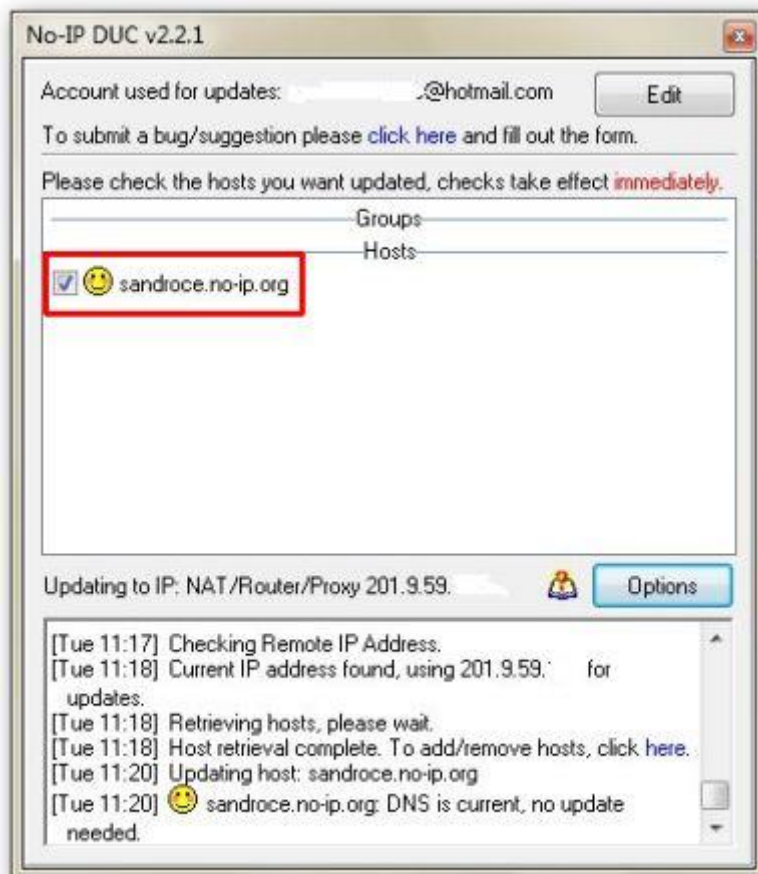 No-IP DUC v2.2.1
Account used for updates: @hotmail.com
Edit
To submit a bug/suggestion please click here and fill out the form.
Please check the hosts you want updated, checks take effect immediately.
Groups
Hosts
sandroce.no-ip.org
Updating to IP: NAT/Router/Proxy 201.9.59.
Options
[Tue 11:17] Checking Remote IP Address.
[Tue 11:18] Current IP address found, using 201.9.59. for
updates.
[Tue 11:18] Retrieving hosts, please wait.
[Tue 11:18] Host retrieval complete. To add/remove hosts, click here.
[Tue 11:20] Updating host: sandroce.no-ip.org
[Tue 11:20] sandroce.no-ip.org: DNS is current, no update
needed.